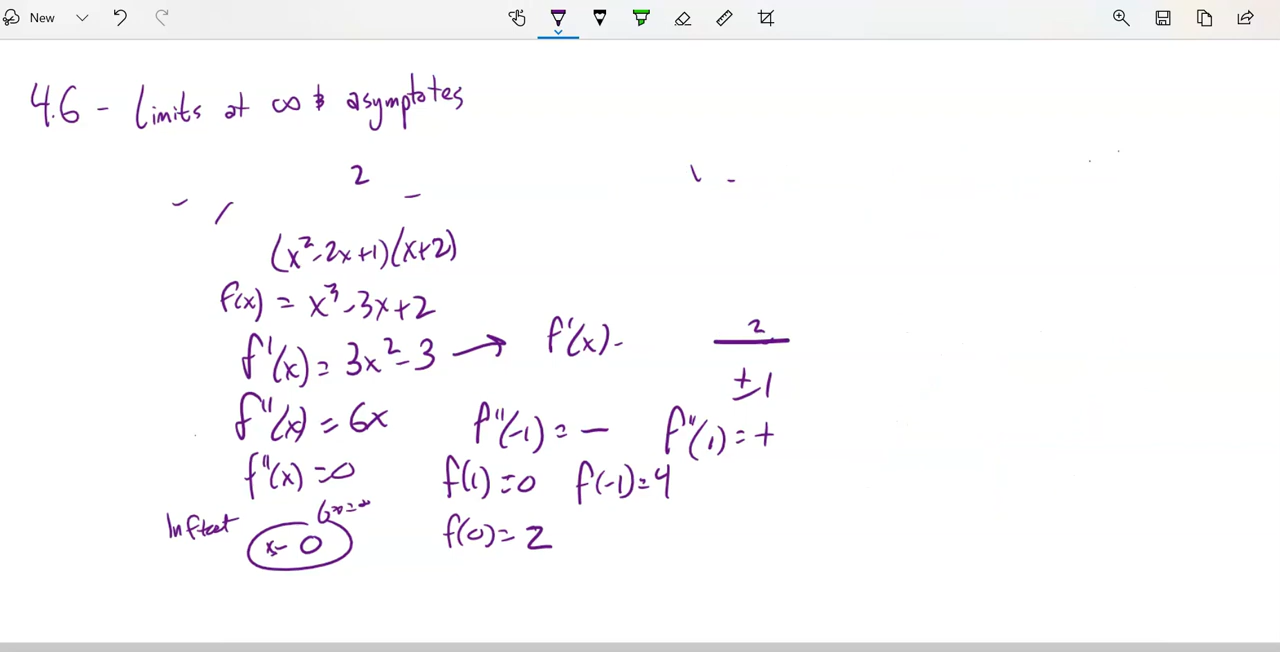 New
4.6 - Limits at ∞ & asymptotes
2
(x²-2x+1)(x+2)
f(x) = x³-3x+2
f'(x) = 3x²-3 → f'(x) - 2
±1
f"(x) = 6x f"(-1) = - f"(1) = +
f"(x) = 0 f(1) = 0 f(-1) = 4
x = 0 f(0) = 2